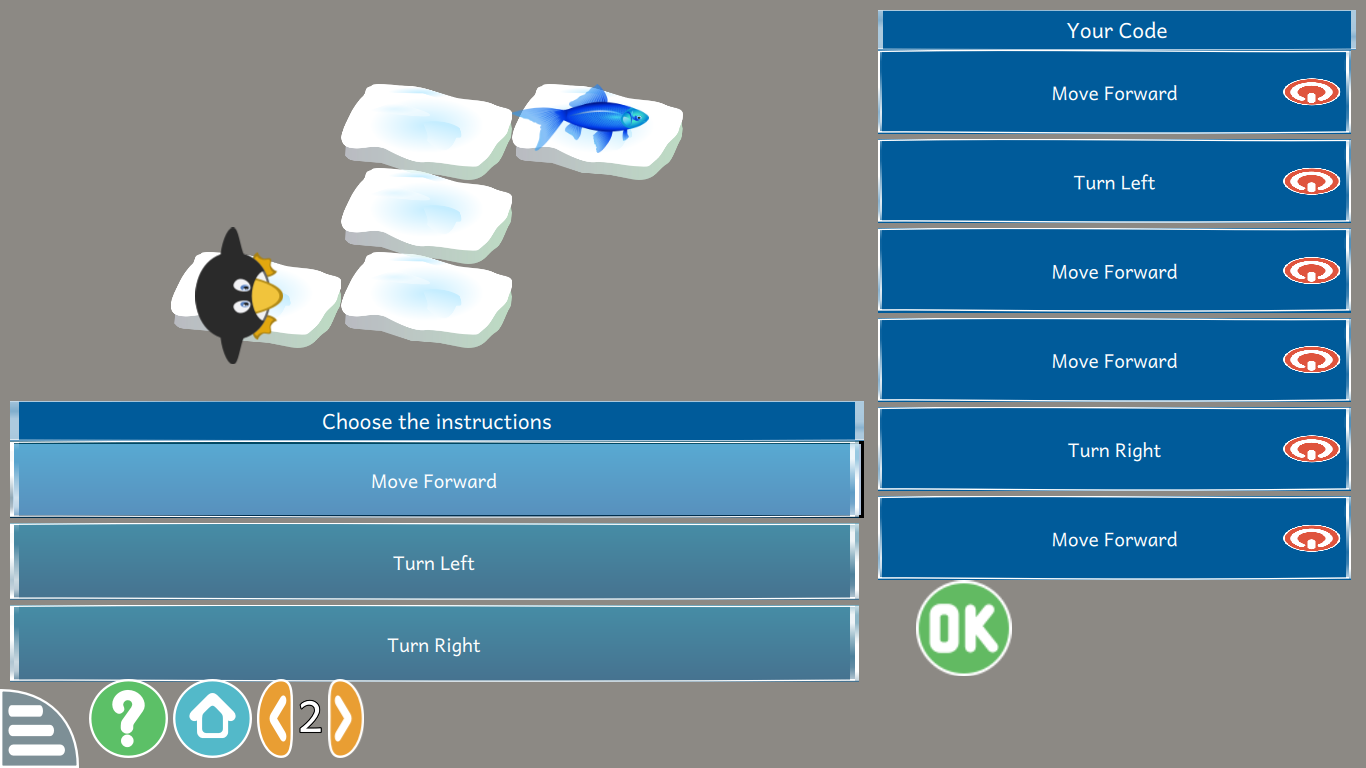 Your Code
Move Forward
Turn Left
Move Forward
Move Forward
Turn Right
Move Forward
OK
Choose the instructions
Move Forward
Turn Left
Turn Right
?
2